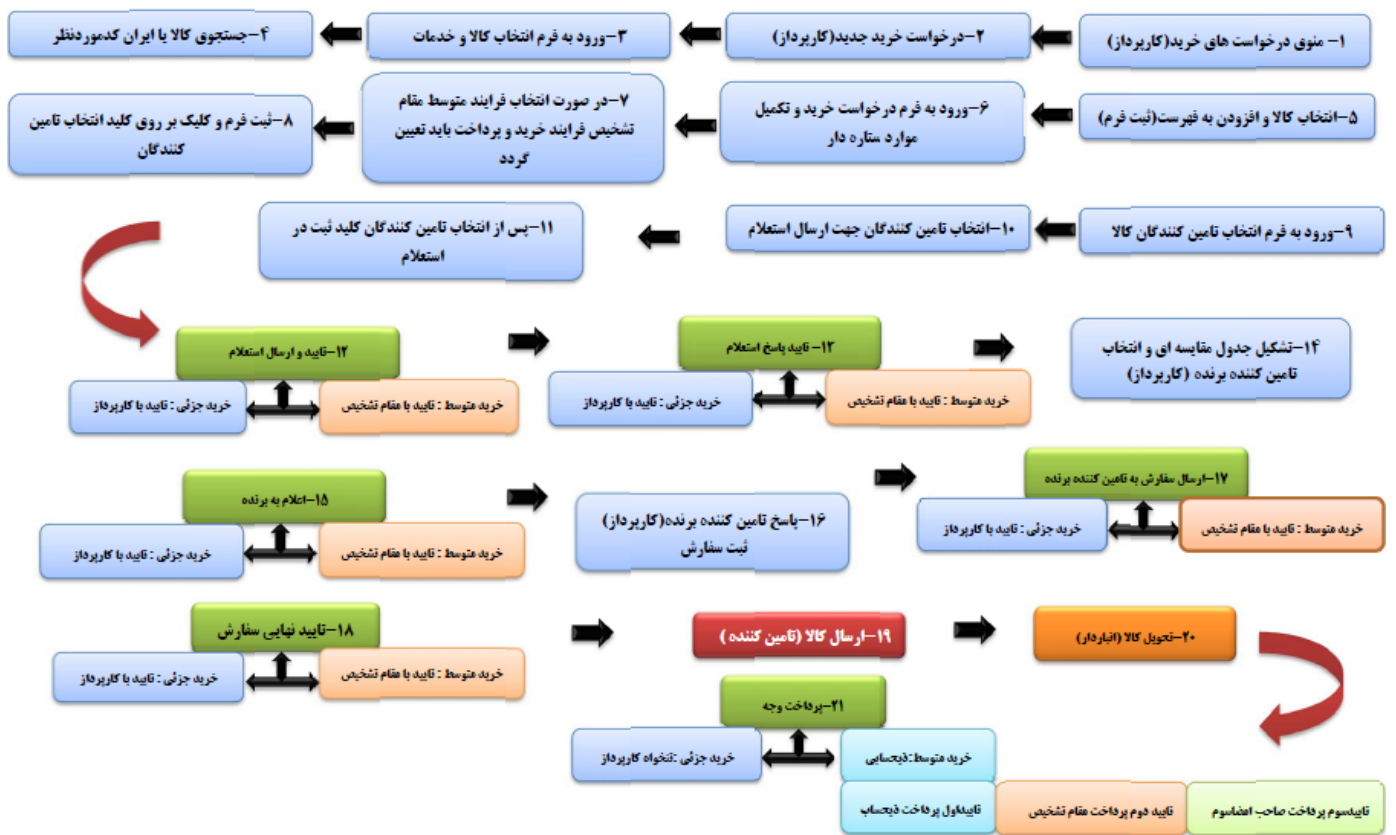 ۱- منوی درخواست های خرید(کارپرداز)
۲-درخواست خرید جدید(کارپرداز)
۳-ورود به فرم انتخاب کالا و خدمات
۴-جستجوی کالا یا ایران کدموردنظر
۵-انتخاب کالا و افزودن به فهرست(ثبت فرم)
۶-ورود به فرم درخواست خرید و تکمیل
موارد ستاره دار
۷-در صورت انتخاب فرایند متوسط مقام
تشخیص فرایند خرید و پرداخت باید تعیین
گردد
۸-ثبت فرم و کلیک بر روی کلید انتخاب تامین
کنندگان
۹-ورود به فرم انتخاب تامین کنندگان کالا
۱۰-انتخاب تامین کنندگان جهت ارسال استعلام
۱۱-پس از انتخاب تامین کنندگان کلید ثبت در
استعلام
۱۲-تایید و ارسال استعلام
خرید جزئی : تایید با کارپرداز
خرید متوسط : تایید با مقام تشخیص
۱۳- تایید پاسخ استعلام
خرید جزئی : تایید با کارپرداز
خرید متوسط : تایید با مقام تشخیص
۱۴-تشکیل جدول مقایسه ای و انتخاب
تامین کننده برنده (کارپرداز)
۱۵-اعلام به برنده
خرید جزئی : تایید با کارپرداز
خرید متوسط : تایید با مقام تشخیص
۱۶-پاسخ تامین کننده برنده(کارپرداز)
ثبت سفارش
۱۷-ارسال سفارش به تامین کننده برنده
خرید جزئی : تایید با کارپرداز
خرید متوسط : تایید با مقام تشخیص
۱۸-تایید نهایی سفارش
خرید جزئی : تایید با کارپرداز
خرید متوسط : تایید با مقام تشخیص
۱۹-ارسال کالا (تامین کننده )
۲۰-تحویل کالا (انباردار)
۲۱-پرداخت وجه
خرید جزئی :تنخواه کارپرداز
خرید متوسط:ذیحسابی
تاییداول پرداخت ذیحساب
تایید دوم پرداخت مقام تشخیص
تاییدسوم پرداخت صاحب امضاسوم